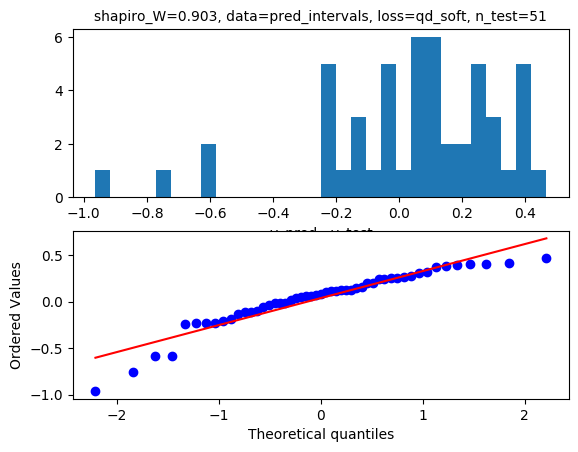 shapiro_W=0.903, data=pred_intervals, loss=qd_soft, n_test=51
6
4
2
0
−1.0 −0.8 −0.6 −0.4 −0.2 0.0 0.2 0.4
0.5
0.0
−0.5
−1.0
Ordered Values
−2 −1 0 1 2
Theoretical quantiles